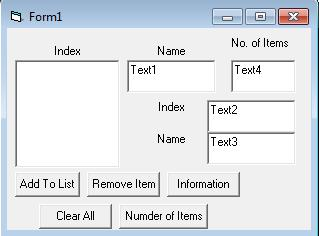 Form1
Index
Name
No. of Items
Text1
Text4
Index
Text2
Name
Text3
Add To List
Remove Item
Information
Clear All
Numder of Items